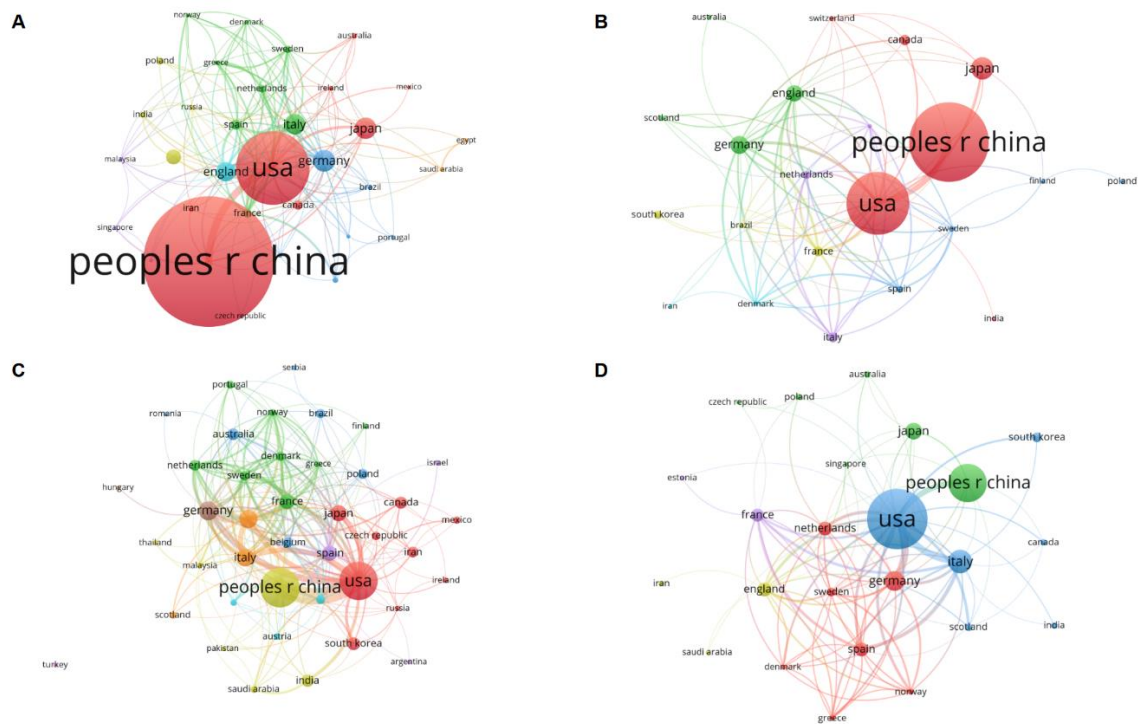 A
norway
denmark
australia
sweden
poland
greece
netherlands
ireland
mexico
russia
india
spain
italy
japan
egypt
malaysia
usa
germany
england
saudi arabia
brazil
iran
canada
france
singapore
portugal
peoples r china
czech republic
B
australia
switzerland
canada
japan
england
scotland
peoples r china
germany
netherlands
finland
poland
usa
south korea
brazil
sweden
france
spain
iran
denmark
india
italy
C
serbia
portugal
romania
norway
brazil
australia
finland
netherlands
denmark
greece
israel
sweden
poland
hungary
germany
france
canada
japan
mexico
thailand
belgium
czech republic
italy
spain
iran
malaysia
peoples r china
usa
ireland
scotland
russia
austria
south korea
pakistan
argentina
turkey
india
saudi arabia
D
australia
czech republic
poland
japan
south korea
singapore
estonia
peoples r china
france
netherlands
usa
canada
italy
iran
england
germany
sweden
scotland
india
saudi arabia
spain
denmark
norway
greece